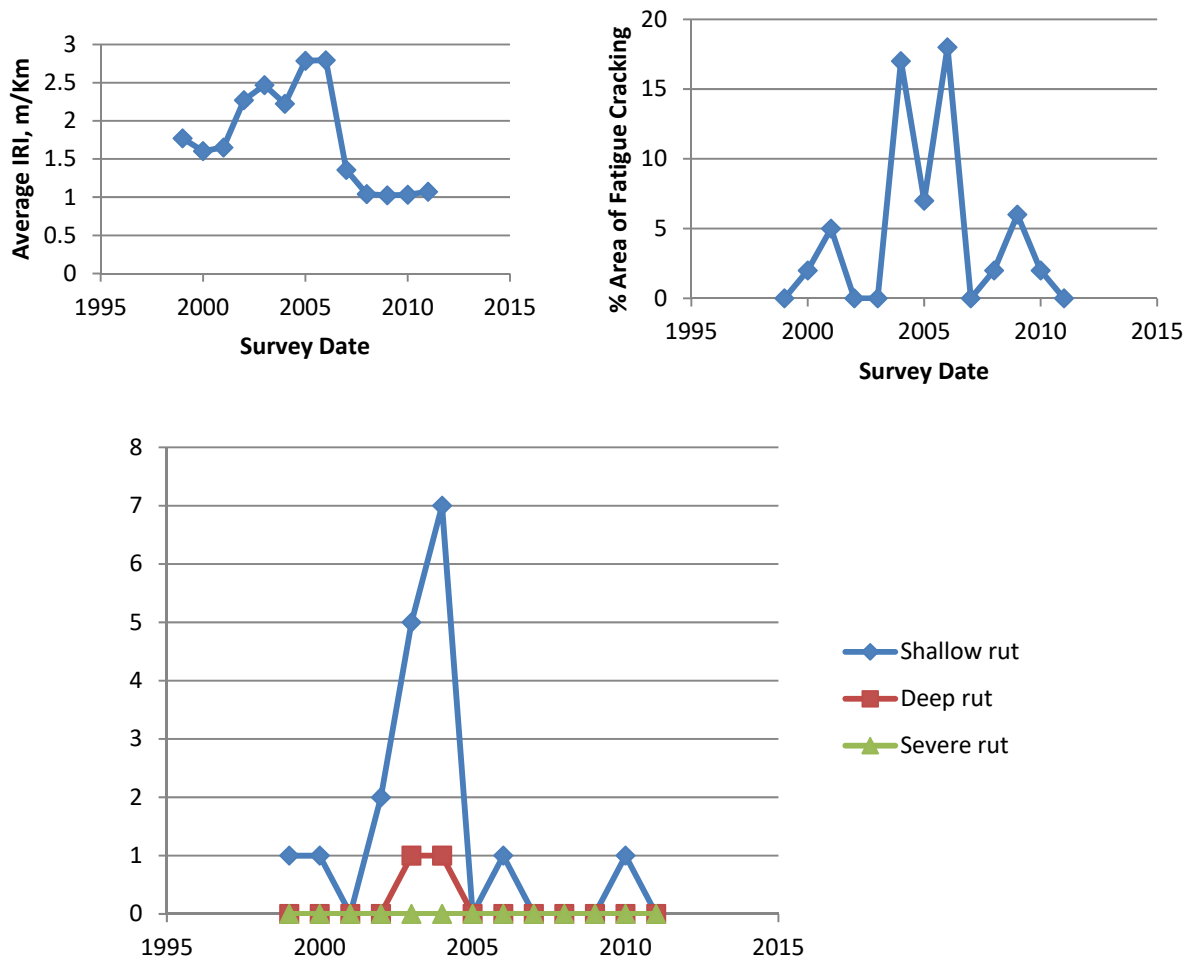 Average IRI, m/Km
3
2.5
2
1.5
1
0.5
0
1995 2000 2005 2010 2015
Survey Date
% Area of Fatigue Cracking
20
15
10
5
0
1995 2000 2005 2010 2015
Survey Date
8
7
6
5
4
3
2
1
0
1995 2000 2005 2010 2015
Shallow rut
Deep rut
Severe rut